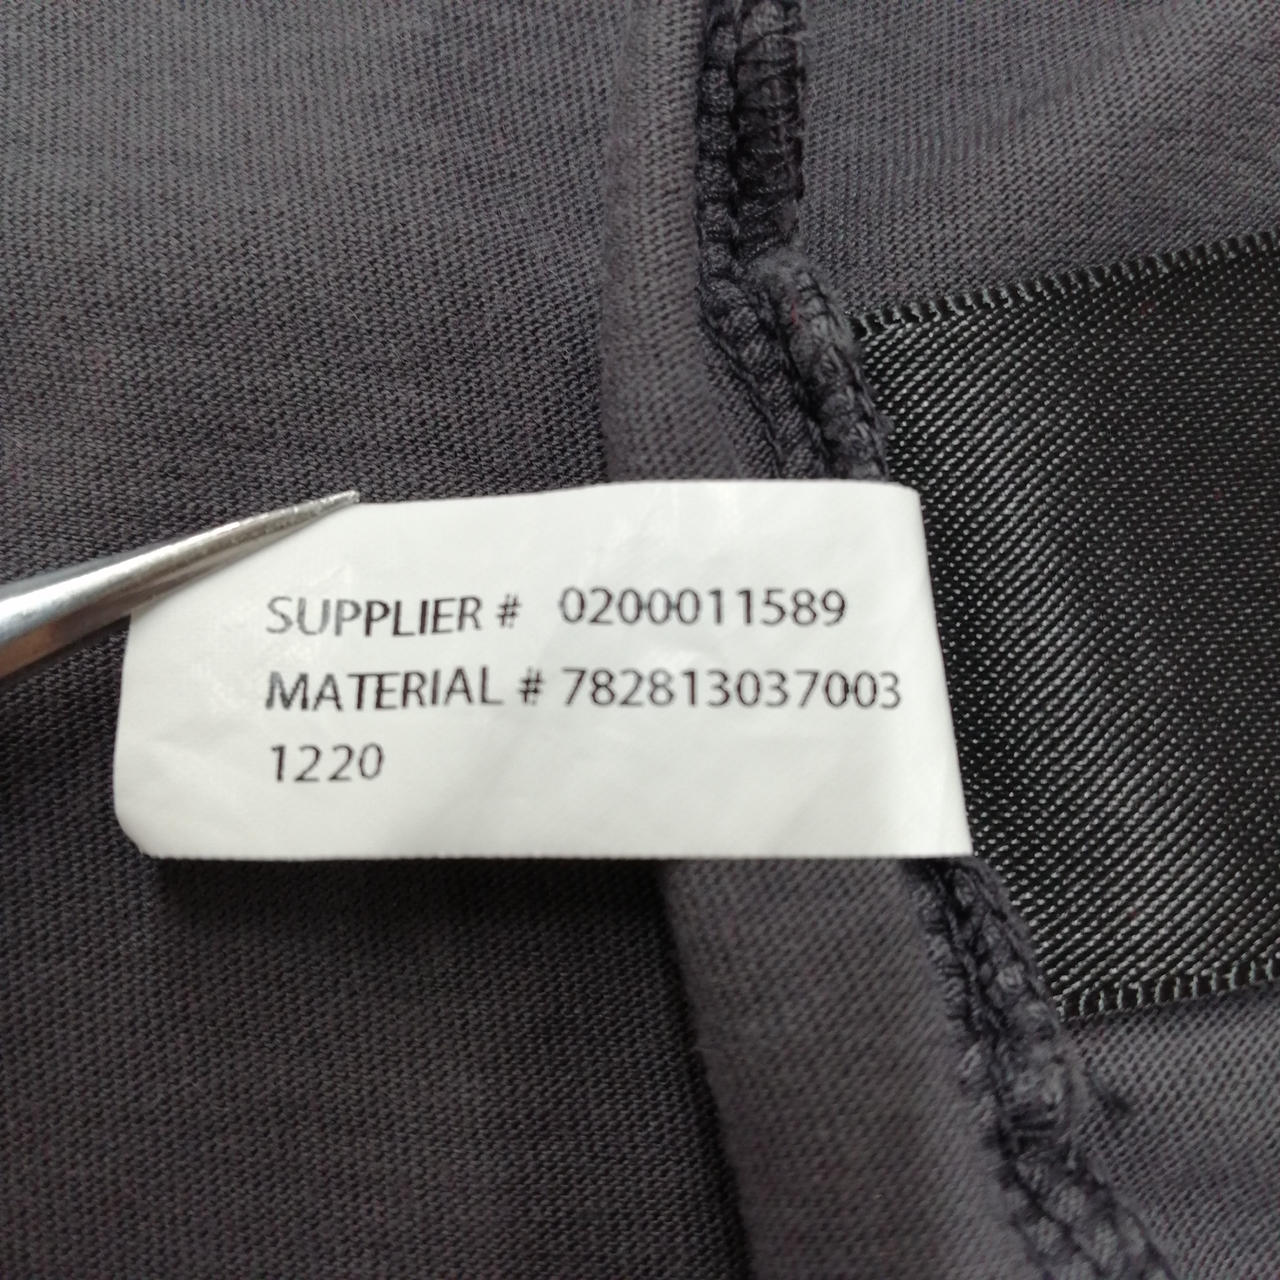 SUPPLIER # 0200011589
MATERIAL # 782813037003
1220